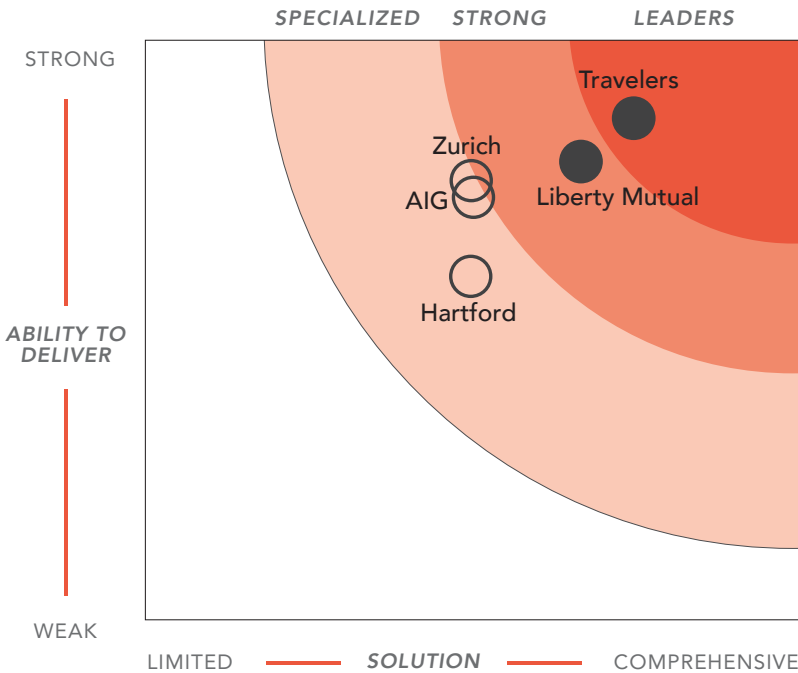 SPECIALIZED STRONG LEADERS
STRONG
Travelers
Zurich
AIG
Liberty Mutual
Hartford
ABILITY TO
DELIVER
WEAK
LIMITED SOLUTION COMPREHENSIVE